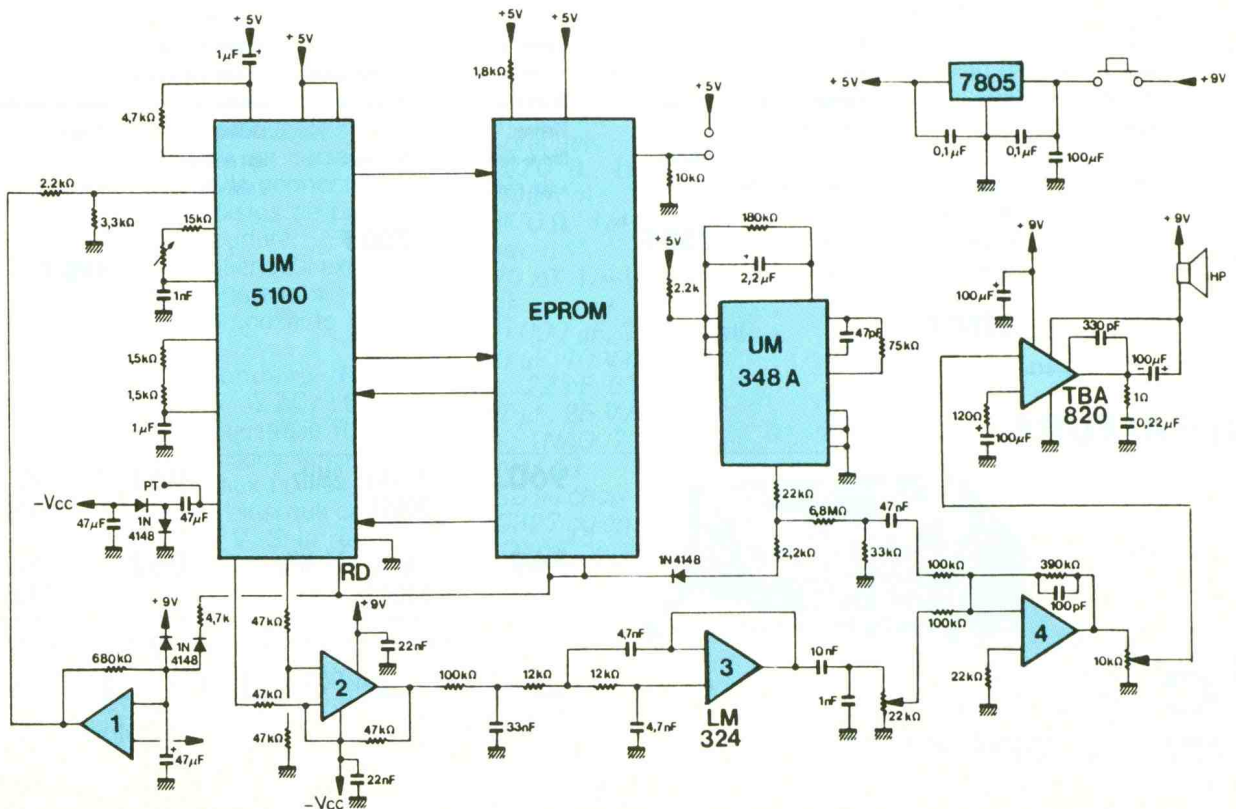 +5V
1µF
+
+5V
4,7kΩ
2.2kΩ
3,3kΩ
15kΩ
1nF
1,5kΩ
1,5kΩ
1µF
UM
5100
PT
-Vcc
47µF
1N
4148
47µF
RD
+5V
+5V
1,8kΩ
EPROM
+5V
10kΩ
+5V
7805
+9V
0,1µF
0,1µF
100µF
180kΩ
+5V
+
2,2µF
2.2k
UM
348A
47pF
75kΩ
22kΩ
6,8MΩ
47nF
2,2kΩ
33kΩ
1N4148
+9V
+9V
HP
+
100µF
330pF
100µF
- +
TBA
820
120Ω
+
100µF
1Ω
0,22µF
+9V
1N
4148
4,7k
680kΩ
1
+
47µF
47kΩ
+9V
22nF
2
47kΩ
47kΩ
47kΩ
22nF
-Vcc
100kΩ
33nF
12kΩ
12kΩ
4,7nF
4,7nF
3
LM
324
10nF
1nF
22kΩ
100kΩ
100kΩ
390kΩ
100pF
4
22kΩ
10kΩ